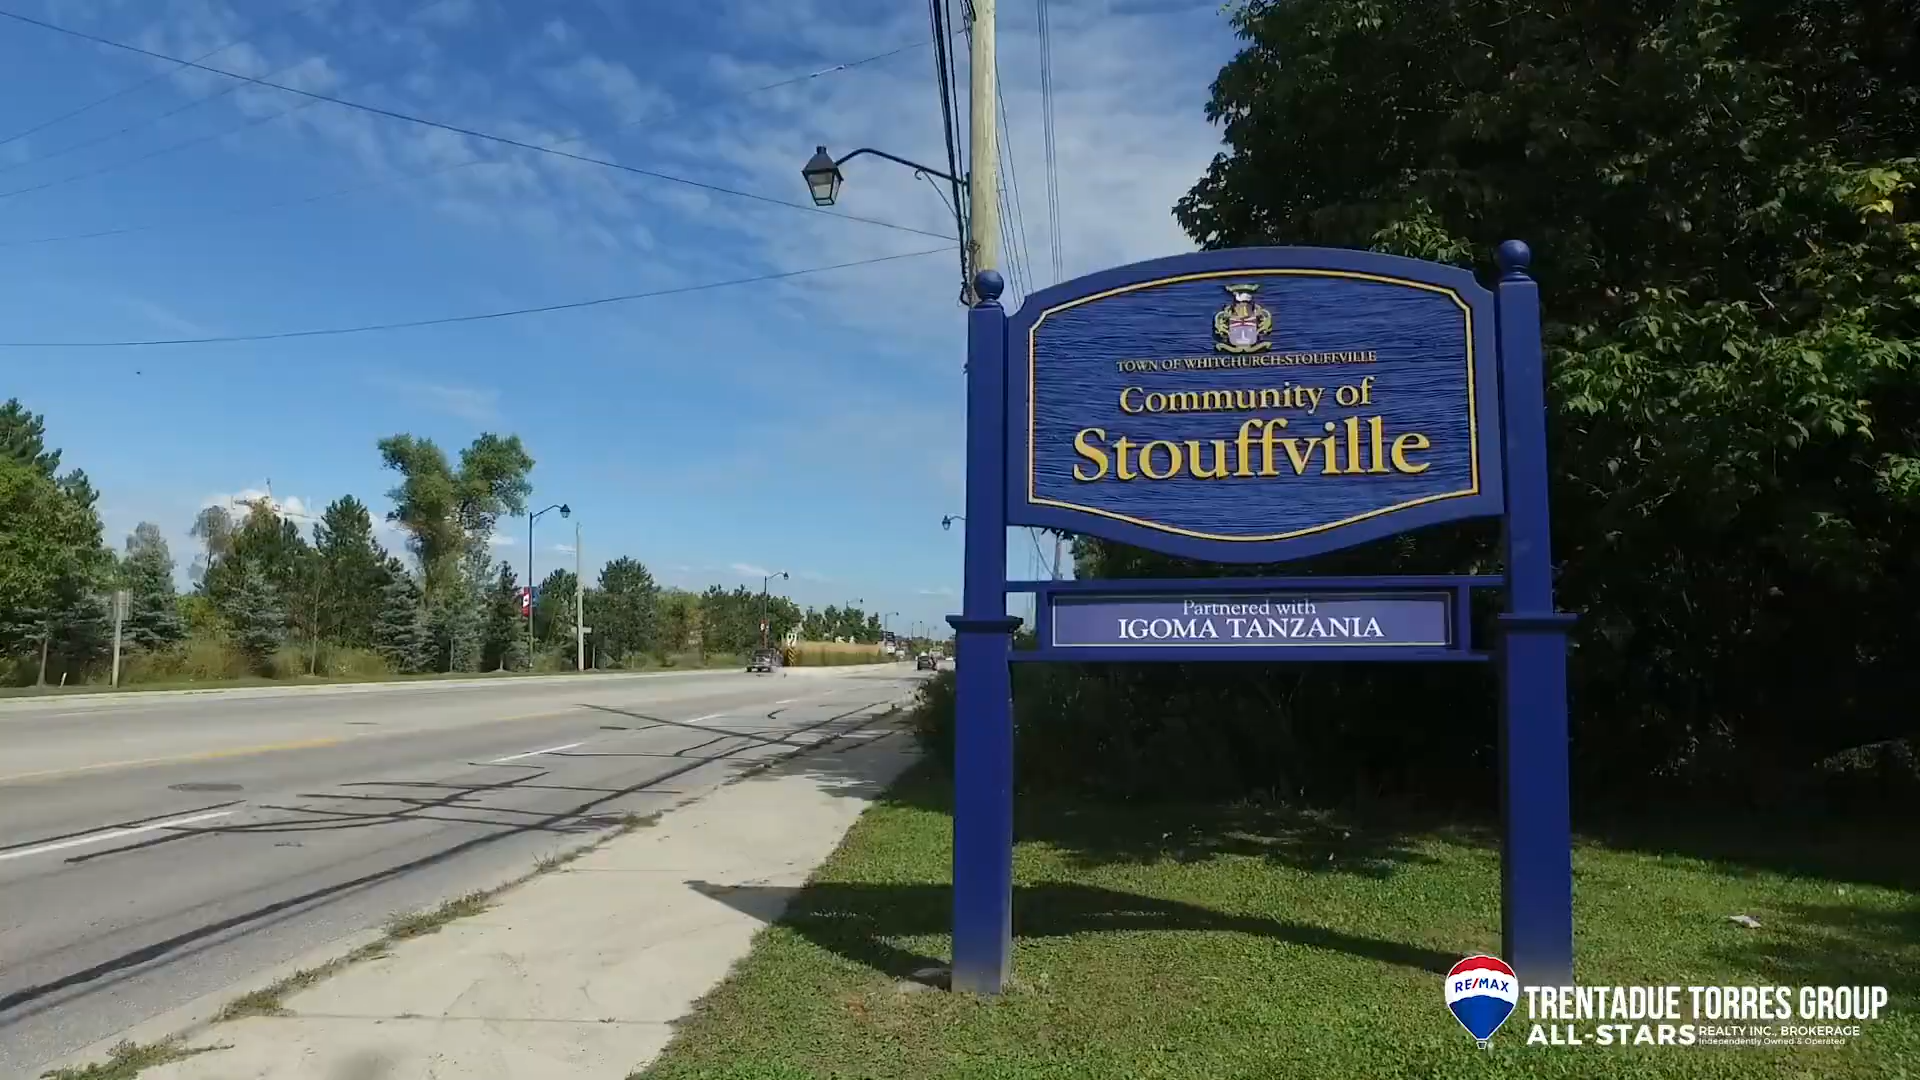 TOWN OF WHITCHURCH-STOUFFVILLE
Community of
Stouffville
Partnered with
IGOMA TANZANIA
RE/MAX
TRENTADUE TORRES GROUP
ALL-STARS REALTY INC., BROKERAGE
Independently Owned & Operated